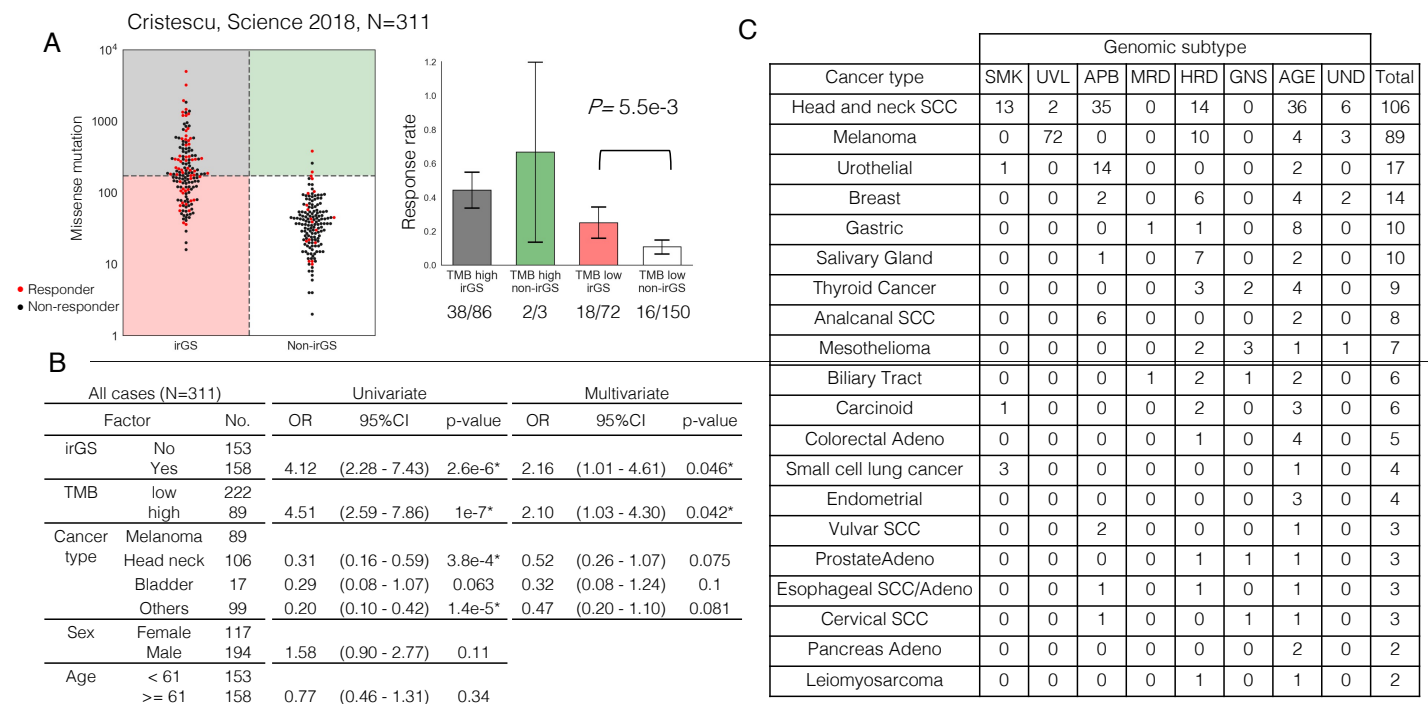 Cristescu, Science 2018, N=311
A
10⁴
1000
100
10
1
Missense mutation
irGS
Non-irGS
Responder
Non-responder
1.2
1.0
0.8
0.6
0.4
0.2
0.0
Response rate
P= 5.5e-3
TMB high irGS
TMB high non-irGS
TMB low irGS
TMB low non-irGS
38/86 2/3 18/72 16/150
B
All cases (N=311) Univariate Multivariate
Factor No. OR 95%CI p-value OR 95%CI p-value
irGS No 153
Yes 158 4.12 (2.28 - 7.43) 2.6e-6* 2.16 (1.01 - 4.61) 0.046*
TMB low 222
high 89 4.51 (2.59 - 7.86) 1e-7* 2.10 (1.03 - 4.30) 0.042*
Cancer type Melanoma 89
Head neck 106 0.31 (0.16 - 0.59) 3.8e-4* 0.52 (0.26 - 1.07) 0.075
Bladder 17 0.29 (0.08 - 1.07) 0.063 0.32 (0.08 - 1.24) 0.1
Others 99 0.20 (0.10 - 0.42) 1.4e-5* 0.47 (0.20 - 1.10) 0.081
Sex Female 117
Male 194 1.58 (0.90 - 2.77) 0.11
Age < 61 153
>= 61 158 0.77 (0.46 - 1.31) 0.34
C
Genomic subtype
Cancer type SMK UVL APB MRD HRD GNS AGE UND Total
Head and neck SCC 13 2 35 0 14 0 36 6 106
Melanoma 0 72 0 0 10 0 4 3 89
Urothelial 1 0 14 0 0 0 2 0 17
Breast 0 0 2 0 6 0 4 2 14
Gastric 0 0 0 1 1 0 8 0 10
Salivary Gland 0 0 1 0 7 0 2 0 10
Thyroid Cancer 0 0 0 0 3 2 4 0 9
Analcanal SCC 0 0 6 0 0 0 2 0 8
Mesothelioma 0 0 0 0 2 3 1 1 7
Biliary Tract 0 0 0 1 2 1 2 0 6
Carcinoid 1 0 0 0 2 0 3 0 6
Colorectal Adeno 0 0 0 0 1 0 4 0 5
Small cell lung cancer 3 0 0 0 0 0 1 0 4
Endometrial 0 0 0 0 0 0 3 0 4
Vulvar SCC 0 0 2 0 0 0 1 0 3
ProstateAdeno 0 0 0 0 1 1 1 0 3
Esophageal SCC/Adeno 0 0 1 0 1 0 1 0 3
Cervical SCC 0 0 1 0 0 1 1 0 3
Pancreas Adeno 0 0 0 0 0 0 2 0 2
Leiomyosarcoma 0 0 0 0 1 0 1 0 2